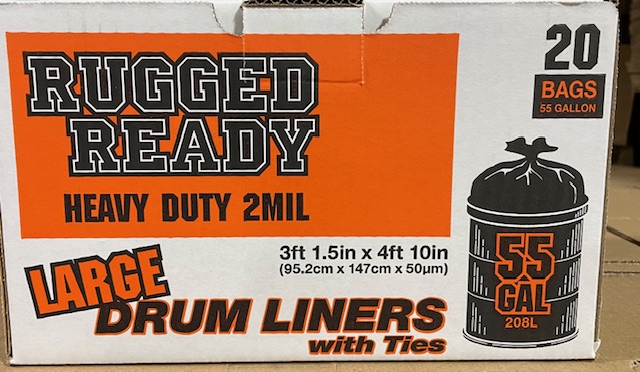 RUGGED
READY
HEAVY DUTY 2MIL
20
BAGS
55 GALLON
3ft 1.5in x 4ft 10in
(95.2cm x 147cm x 50µm)
LARGE
DRUM LINERS
with Ties
55
GAL
208L